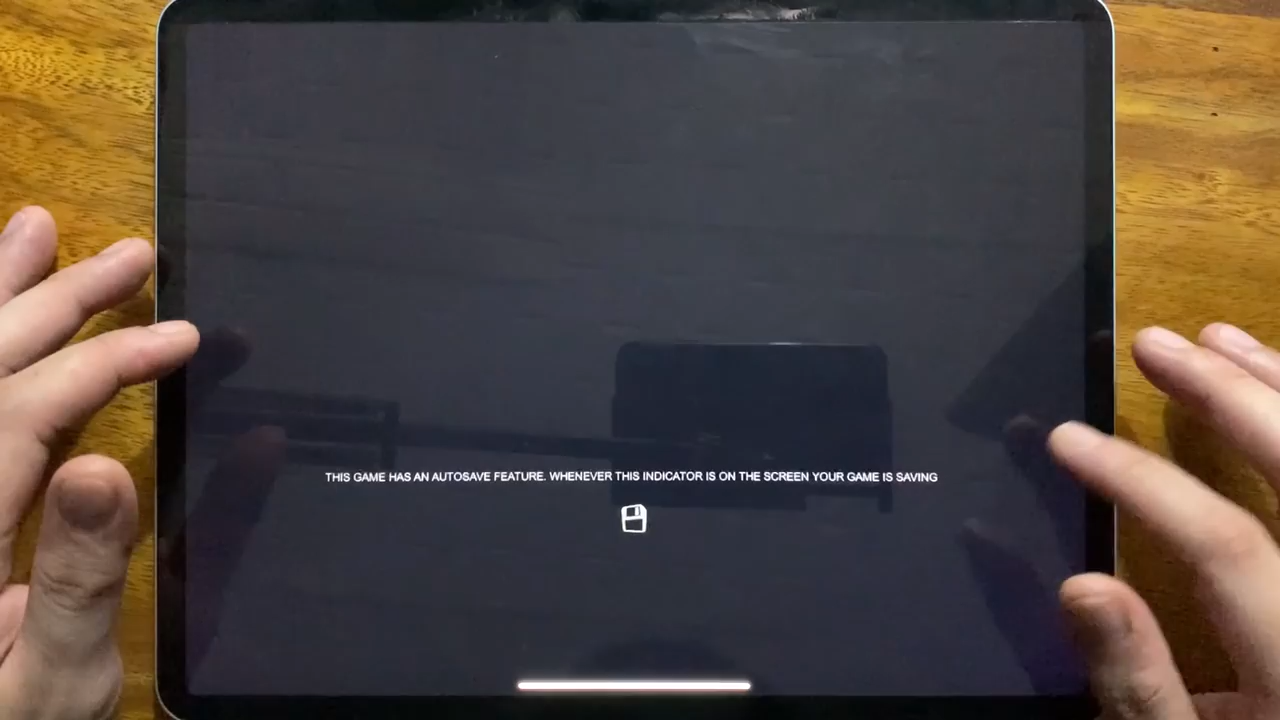 THIS GAME HAS AN AUTOSAVE FEATURE. WHENEVER THIS INDICATOR IS ON THE SCREEN YOUR GAME IS SAVING